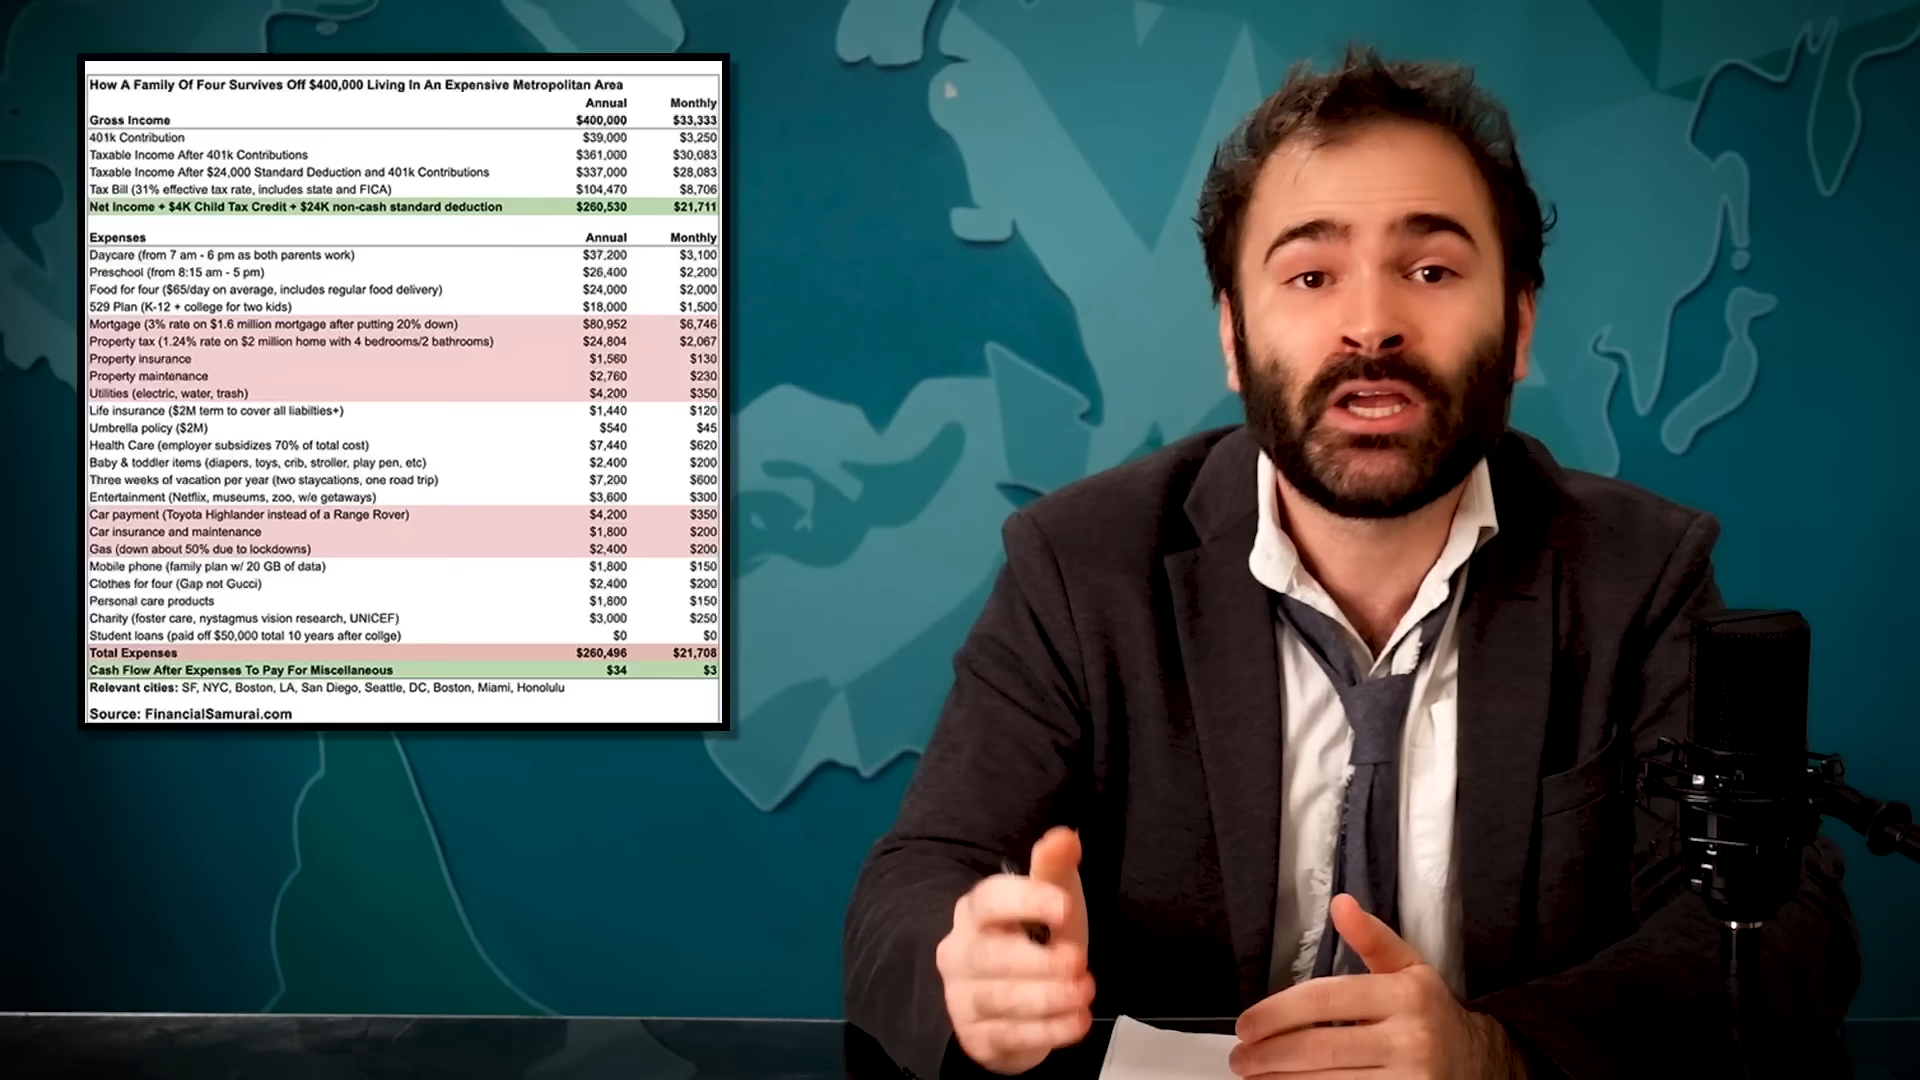 How A Family Of Four Survives Off $400,000 Living In An Expensive Metropolitan Area
Annual Monthly
Gross Income $400,000 $33,333
401k Contribution $39,000 $3,250
Taxable Income After 401k Contributions $361,000 $30,083
Taxable Income After $24,000 Standard Deduction and 401k Contributions $337,000 $28,083
Tax Bill (31% effective tax rate, includes state and FICA) $104,470 $8,706
Net Income + $4K Child Tax Credit + $24K non-cash standard deduction $260,530 $21,711
Expenses Annual Monthly
Daycare (from 7 am - 6 pm as both parents work) $37,200 $3,100
Preschool (from 8:15 am - 5 pm) $26,400 $2,200
Food for four ($65/day on average, includes regular food delivery) $24,000 $2,000
529 Plan (K-12 + college for two kids) $18,000 $1,500
Mortgage (3% rate on $1.6 million mortgage after putting 20% down) $80,952 $6,746
Property tax (1.24% rate on $2 million home with 4 bedrooms/2 bathrooms) $24,804 $2,067
Property insurance $1,560 $130
Property maintenance $2,760 $230
Utilities (electric, water, trash) $4,200 $350
Life insurance ($2M term to cover all liabilties+) $1,440 $120
Umbrella policy ($2M) $540 $45
Health Care (employer subsidizes 70% of total cost) $7,440 $620
Baby & toddler items (diapers, toys, crib, stroller, play pen, etc) $2,400 $200
Three weeks of vacation per year (two staycations, one road trip) $7,200 $600
Entertainment (Netflix, museums, zoo, w/e getaways) $3,600 $300
Car payment (Toyota Highlander instead of a Range Rover) $4,200 $350
Car insurance and maintenance $1,800 $200
Gas (down about 50% due to lockdowns) $2,400 $200
Mobile phone (family plan w/ 20 GB of data) $1,800 $150
Clothes for four (Gap not Gucci) $2,400 $200
Personal care products $1,800 $150
Charity (foster care, nystagmus vision research, UNICEF) $3,000 $250
Student loans (paid off $50,000 total 10 years after collge) $0 $0
Total Expenses $260,496 $21,708
Cash Flow After Expenses To Pay For Miscellaneous $34 $3
Relevant cities: SF, NYC, Boston, LA, San Diego, Seattle, DC, Boston, Miami, Honolulu
Source: FinancialSamurai.com